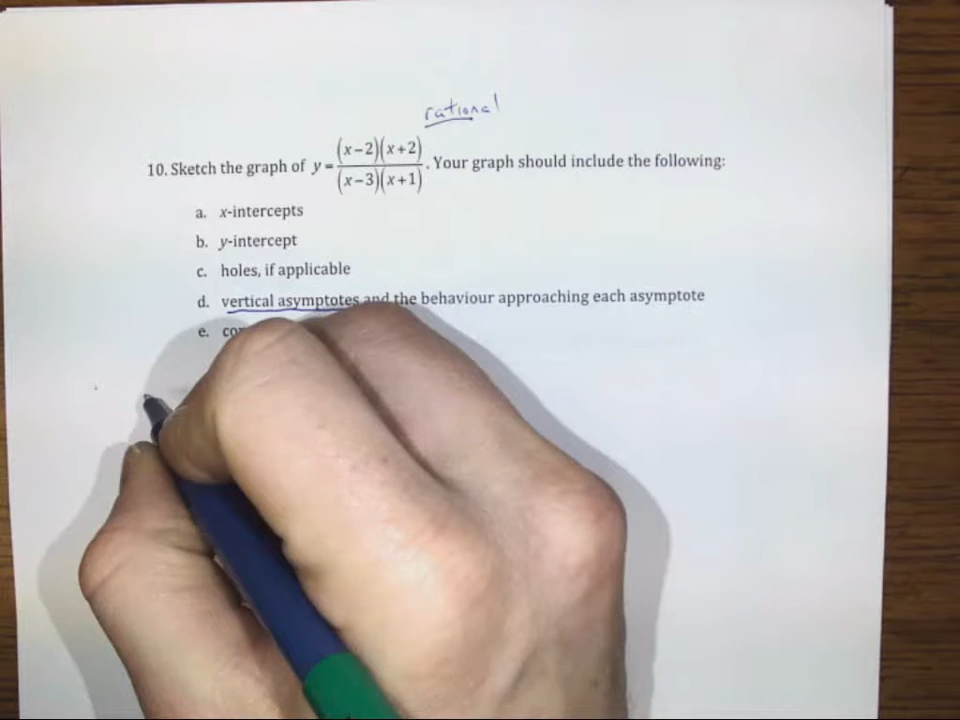 rational
10. Sketch the graph of y = (x-2)(x+2) / (x-3)(x+1) . Your graph should include the following:
a. x-intercepts
b. y-intercept
c. holes, if applicable
d. vertical asymptotes and the behaviour approaching each asymptote
e.